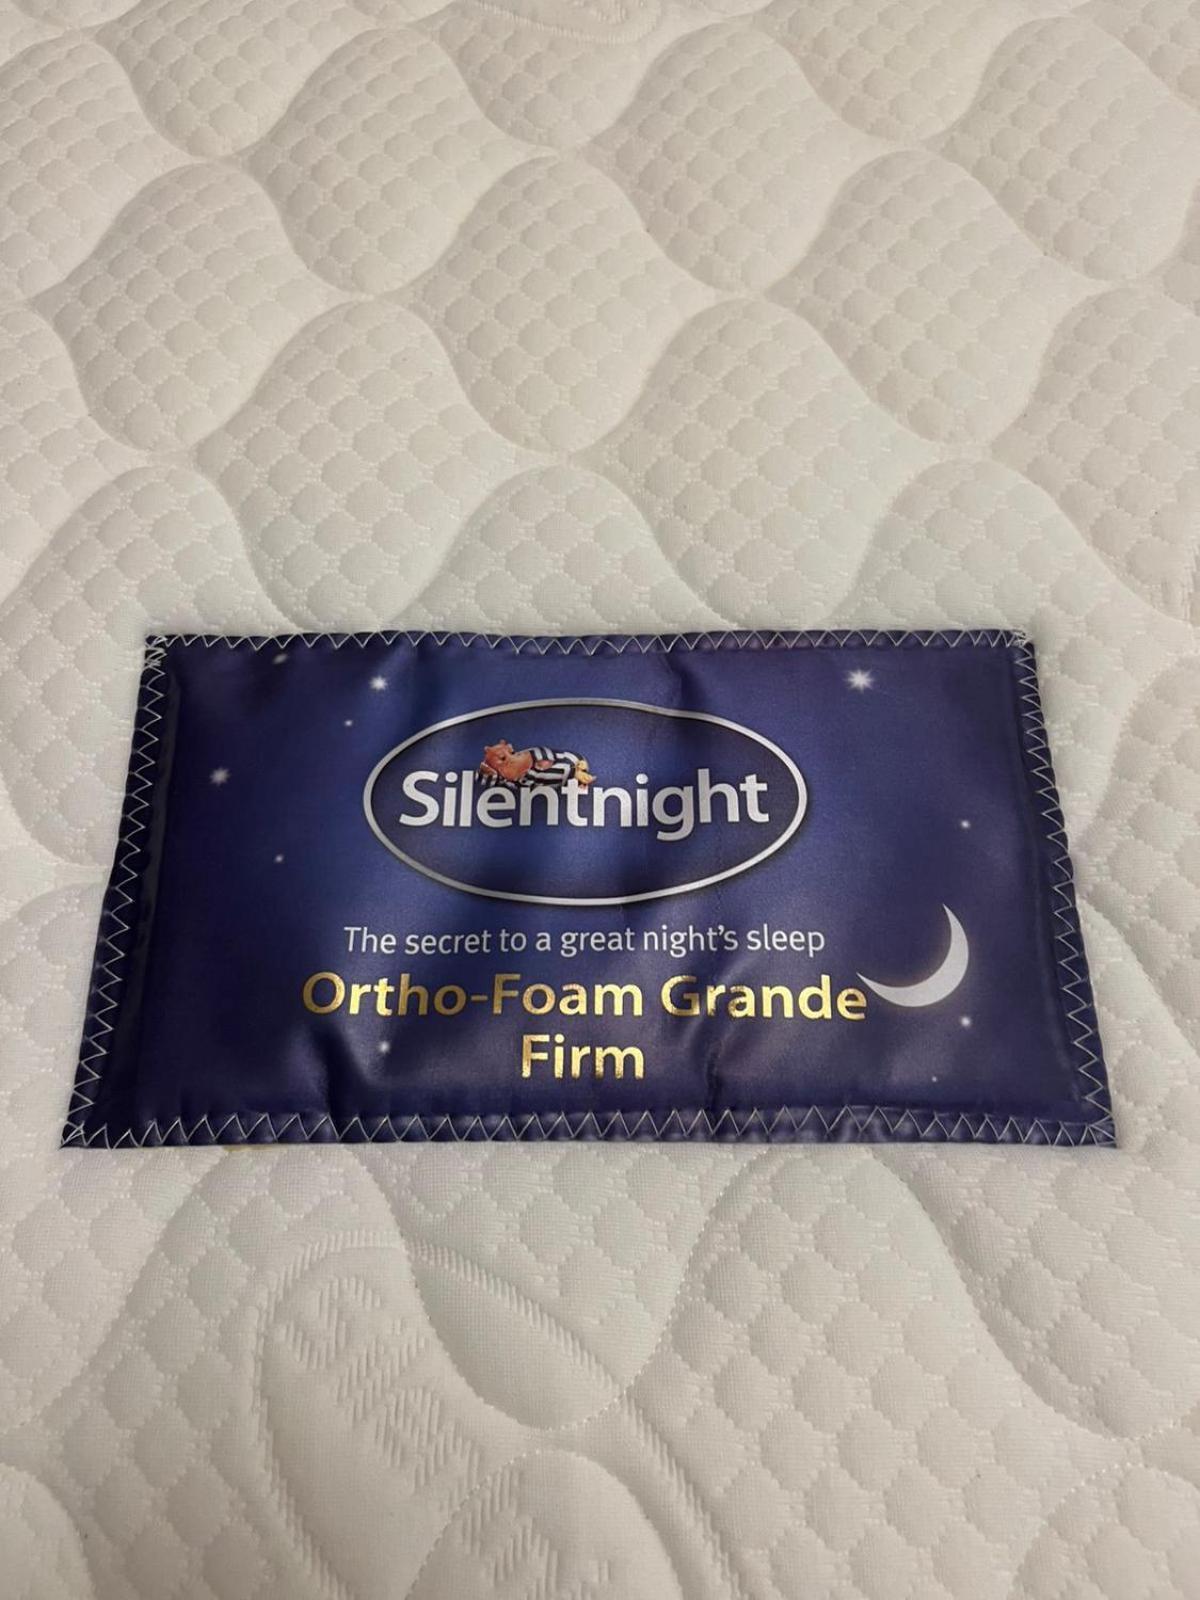 Silentnight
The secret to a great night's sleep
Ortho-Foam Grande
Firm